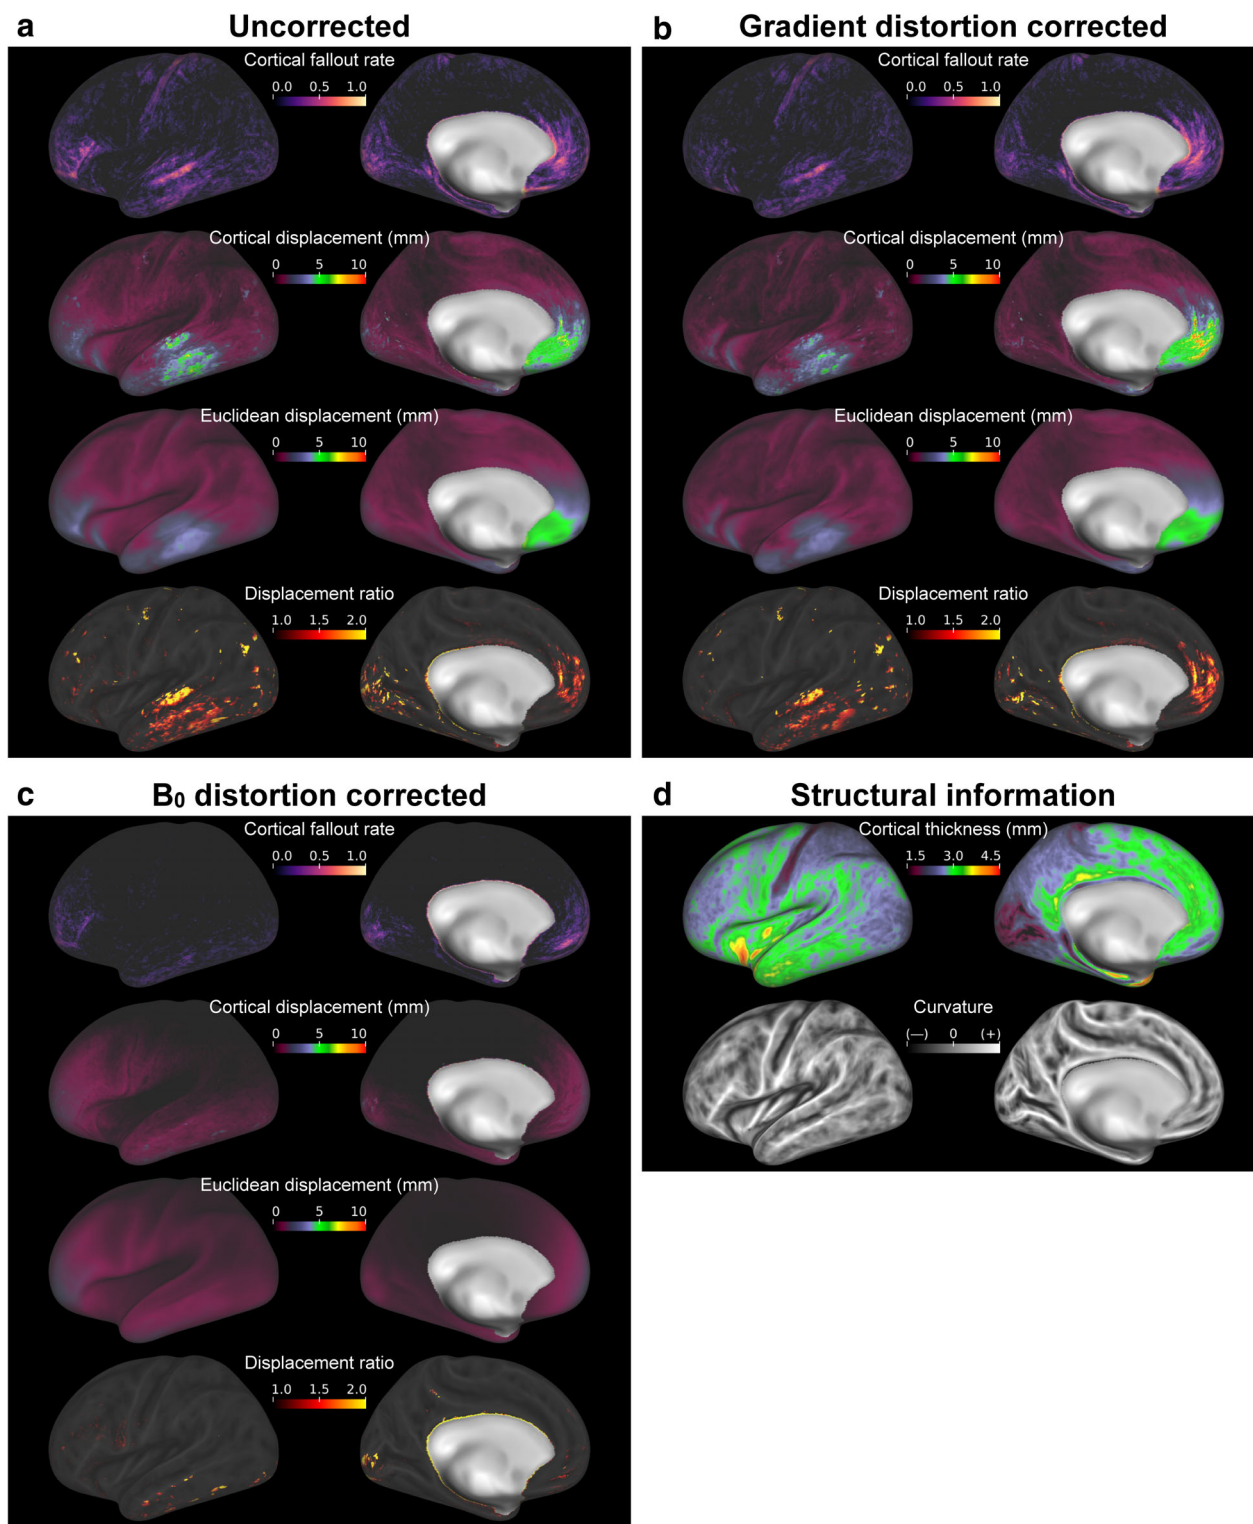 a Uncorrected
Cortical fallout rate
0.0 0.5 1.0
Cortical displacement (mm)
0 5 10
Euclidean displacement (mm)
0 5 10
Displacement ratio
1.0 1.5 2.0
b Gradient distortion corrected
Cortical fallout rate
0.0 0.5 1.0
Cortical displacement (mm)
0 5 10
Euclidean displacement (mm)
0 5 10
Displacement ratio
1.0 1.5 2.0
c B₀ distortion corrected
Cortical fallout rate
0.0 0.5 1.0
Cortical displacement (mm)
0 5 10
Euclidean displacement (mm)
0 5 10
Displacement ratio
1.0 1.5 2.0
d Structural information
Cortical thickness (mm)
1.5 3.0 4.5
Curvature
(—) 0 (+)